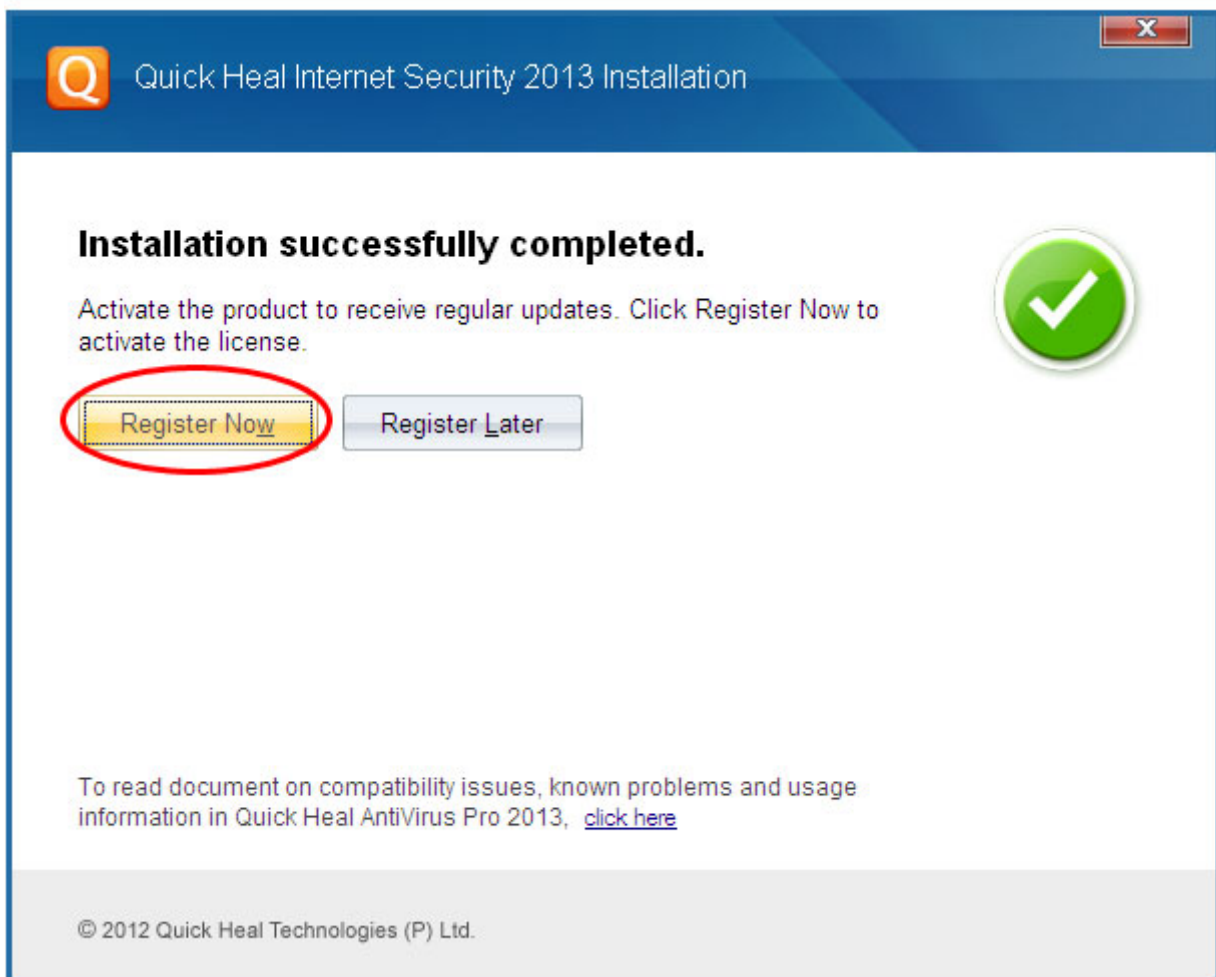 Q Quick Heal Internet Security 2013 Installation
X
Installation successfully completed.
Activate the product to receive regular updates. Click Register Now to
activate the license.
Register Now
Register Later
To read document on compatibility issues, known problems and usage
information in Quick Heal AntiVirus Pro 2013, click here
© 2012 Quick Heal Technologies (P) Ltd.